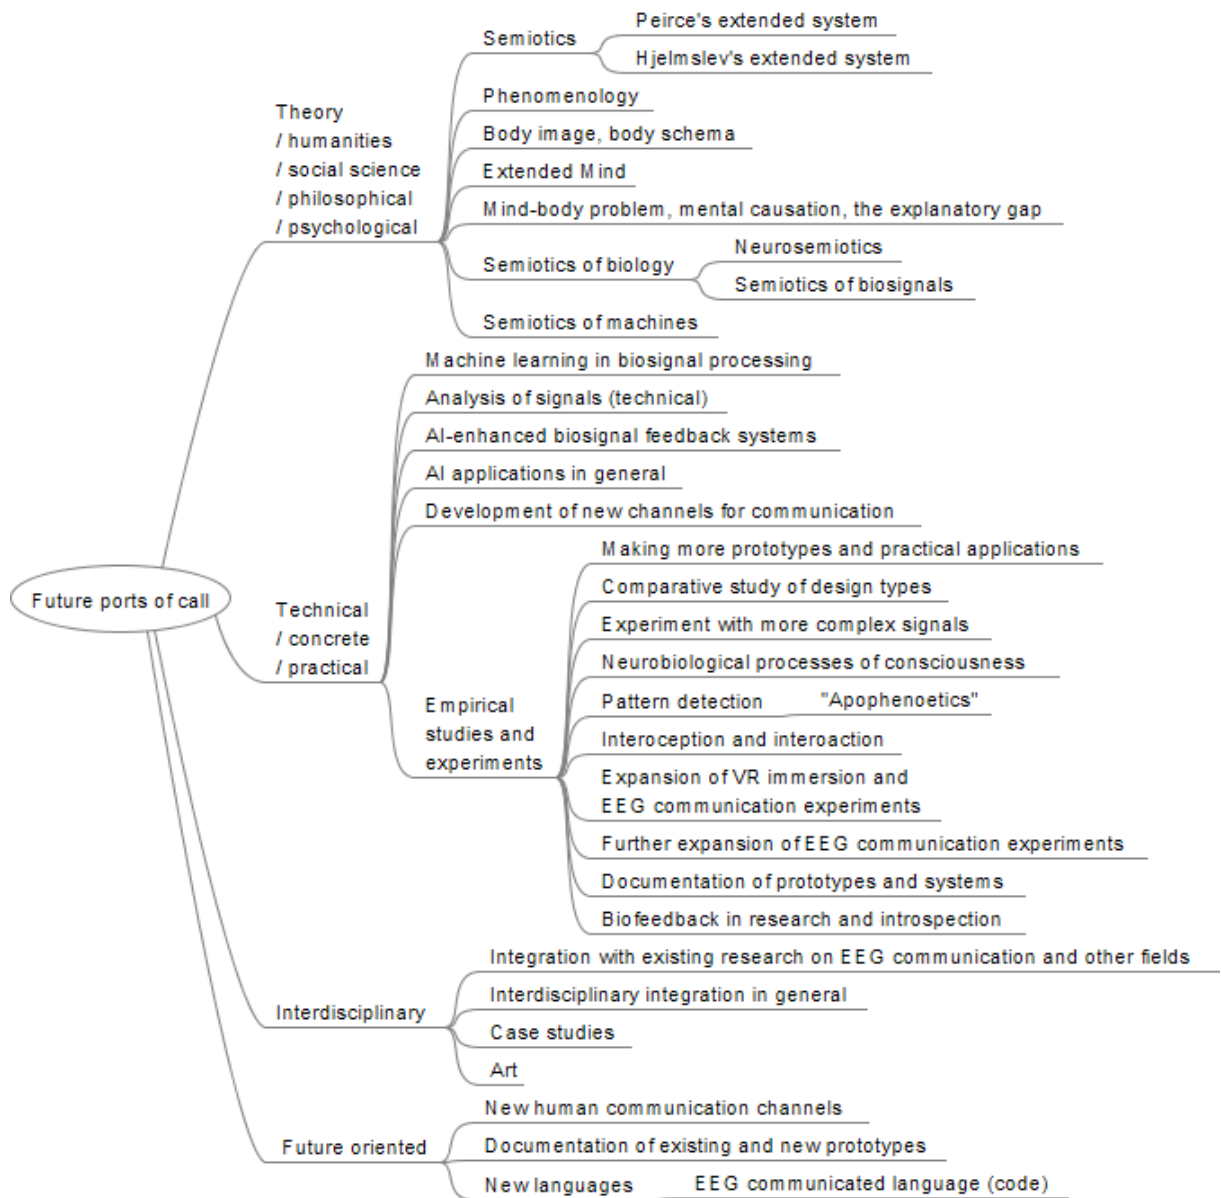 Future ports of call
Theory
/ humanities
/ social science
/ philosophical
/ psychological
Semiotics
Peirce's extended system
Hjelmslev's extended system
Phenomenology
Body image, body schema
Extended Mind
Mind-body problem, mental causation, the explanatory gap
Semiotics of biology
Neurosemiotics
Semiotics of biosignals
Semiotics of machines
Technical
/ concrete
/ practical
Machine learning in biosignal processing
Analysis of signals (technical)
AI-enhanced biosignal feedback systems
AI applications in general
Development of new channels for communication
Empirical
studies and
experiments
Making more prototypes and practical applications
Comparative study of design types
Experiment with more complex signals
Neurobiological processes of consciousness
Pattern detection
"Apophenoetics"
Interoception and interoaction
Expansion of VR immersion and
EEG communication experiments
Further expansion of EEG communication experiments
Documentation of prototypes and systems
Biofeedback in research and introspection
Interdisciplinary
Integration with existing research on EEG communication and other fields
Interdisciplinary integration in general
Case studies
Art
Future oriented
New human communication channels
Documentation of existing and new prototypes
New languages
EEG communicated language (code)